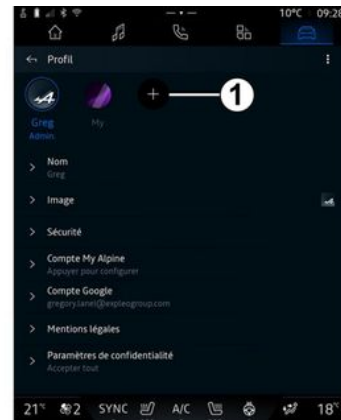 10°C 09:28
Profil
1
Greg
Admin
My
Nom
Greg
Image
Sécurité
Compte My Alpine
Appuyer pour configurer
Compte Google
gregory.lanel@expleogroup.com
Mentions légales
Paramètres de confidentialité
Accepter tout
21°C 2 SYNC A/C 18°